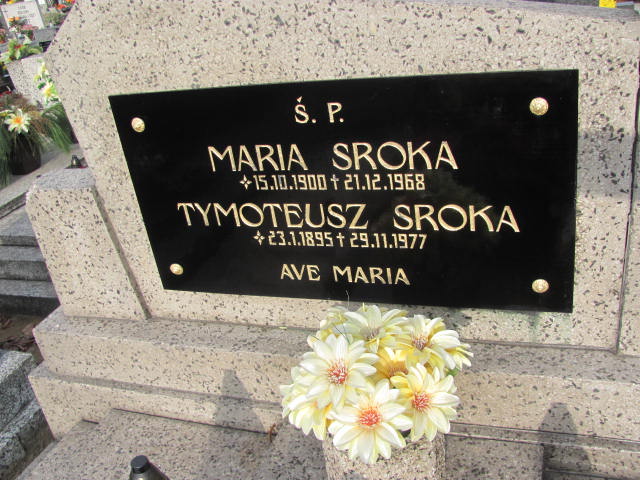 Ś. P.
MARIA SROKA
✧15.10.1900 † 21.12.1968
TYMOTEUSZ SROKA
✧23.1.1895 † 29.11.1977
AVE MARIA